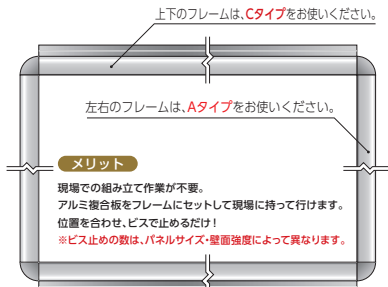 上下のフレームは、Cタイプをお使いください。
左右のフレームは、Aタイプをお使いください。
メリット
現場での組み立て作業が不要。
アルミ複合板をフレームにセットして現場に持って行けます。
位置を合わせ、ビスで止めるだけ！
※ビス止めの数は、パネルサイズ・壁面強度によって異なります。